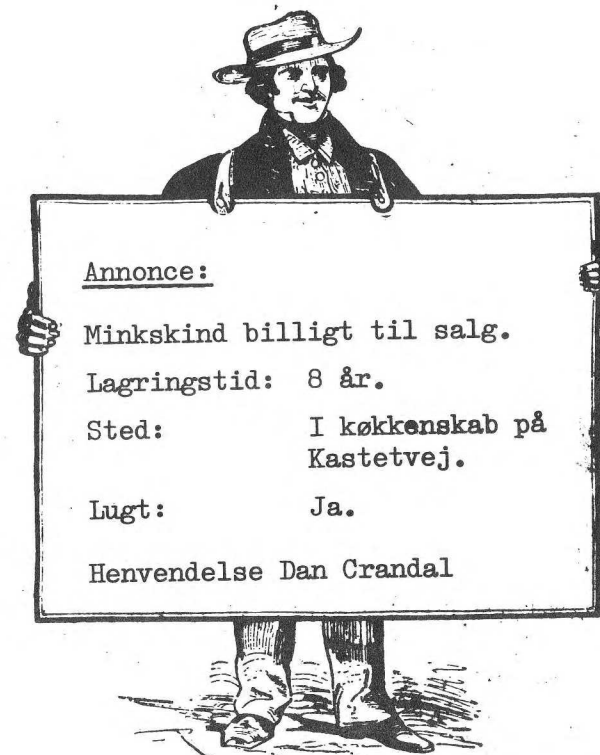 Annonce:
Minkskind billigt til salg.
Lagringstid: 8 år.
Sted: I køkkenskab på
Kastetvej.
Lugt: Ja.
Henvendelse Dan Crandal